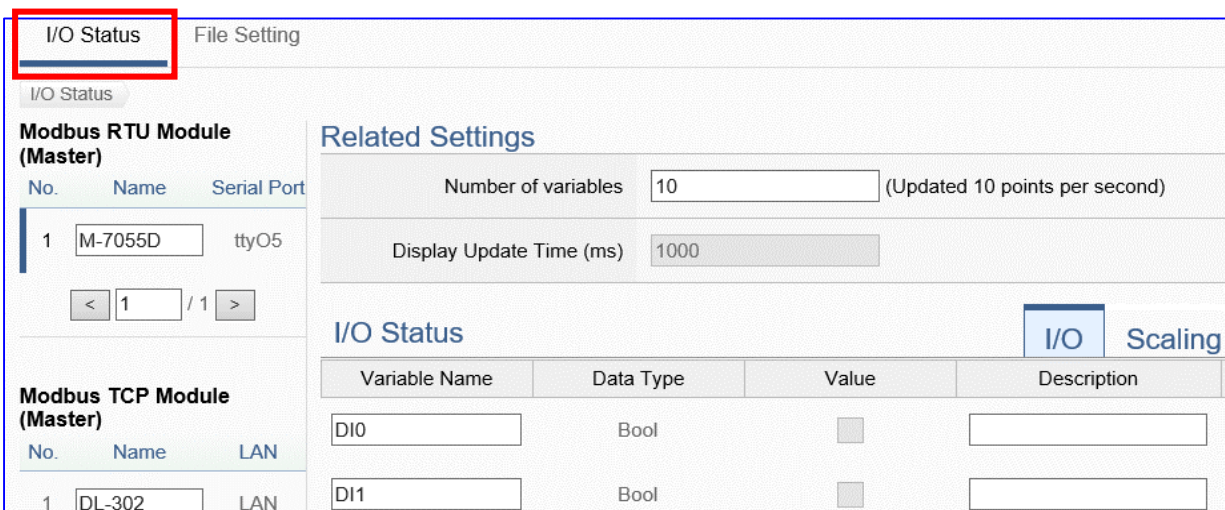 I/O Status File Setting
I/O Status
Modbus RTU Module
(Master)
No. Name Serial Port
1 M-7055D ttyO5
< 1 / 1 >
Modbus TCP Module
(Master)
No. Name LAN
1 DL-302 LAN
Related Settings
Number of variables 10 (Updated 10 points per second)
Display Update Time (ms) 1000
I/O Status I/O Scaling
Variable Name Data Type Value Description
DI0 Bool
DI1 Bool